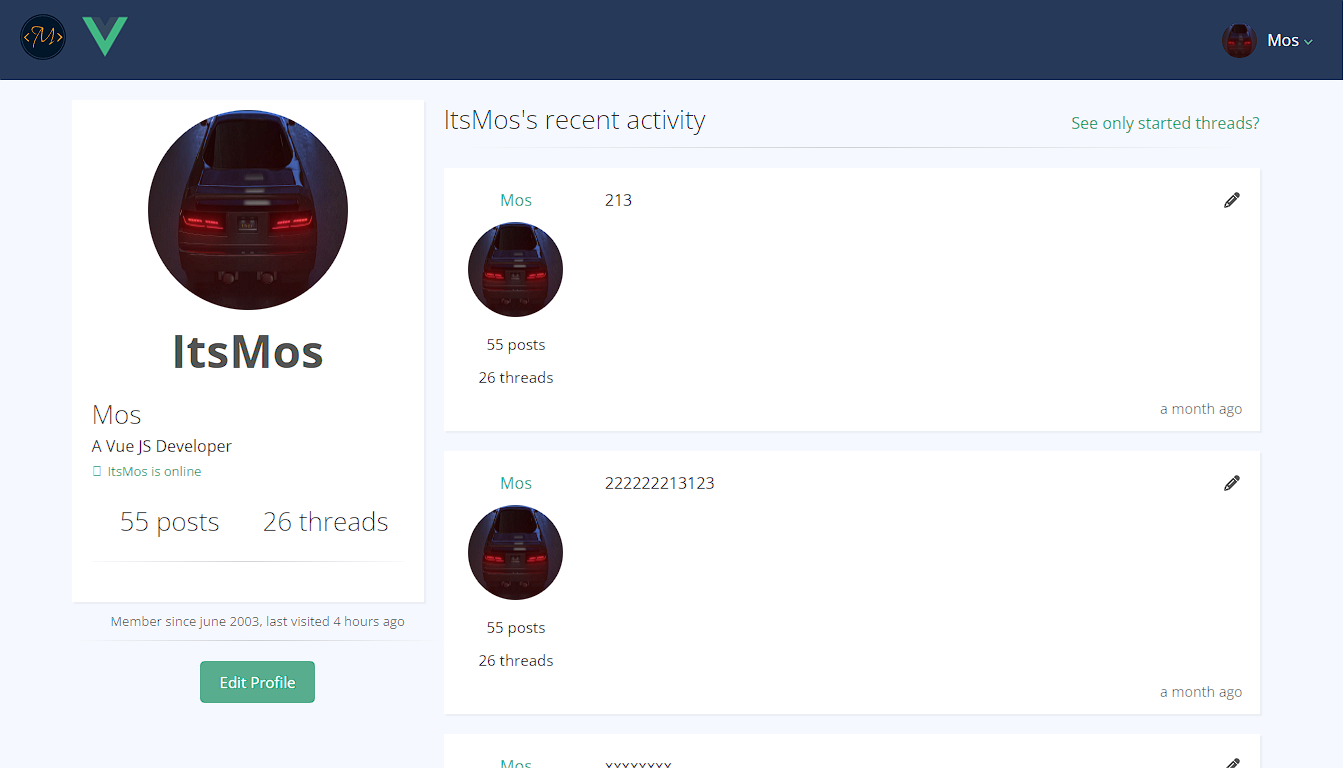 <M>
Mos
ItsMos
Mos
A Vue JS Developer
ItsMos is online
55 posts 26 threads
Member since june 2003, last visited 4 hours ago
Edit Profile
ItsMos's recent activity
See only started threads?
Mos
213
55 posts
26 threads
a month ago
Mos
222222213123
55 posts
26 threads
a month ago
Mos
xxxxxxxx